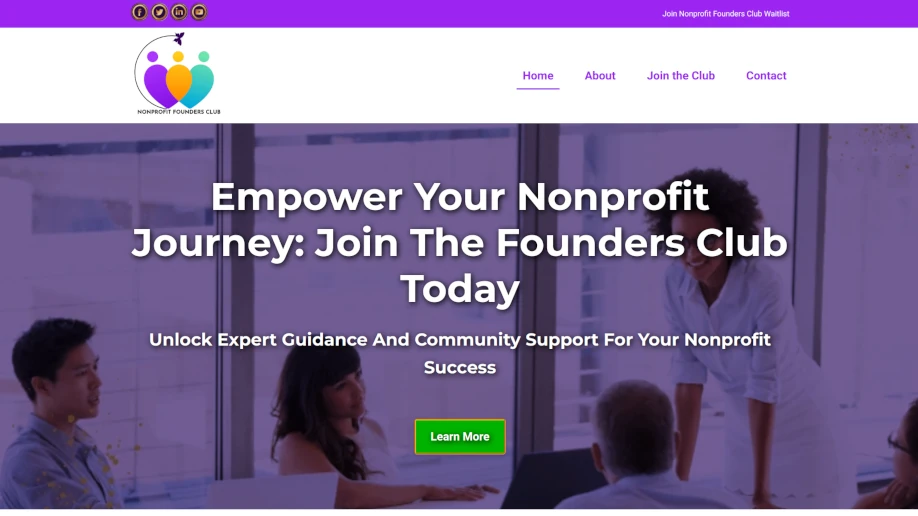 Join Nonprofit Founders Club Waitlist
NONPROFIT FOUNDERS CLUB
Home About Join the Club Contact
Empower Your Nonprofit
Journey: Join The Founders Club
Today
Unlock Expert Guidance And Community Support For Your Nonprofit
Success
Learn More